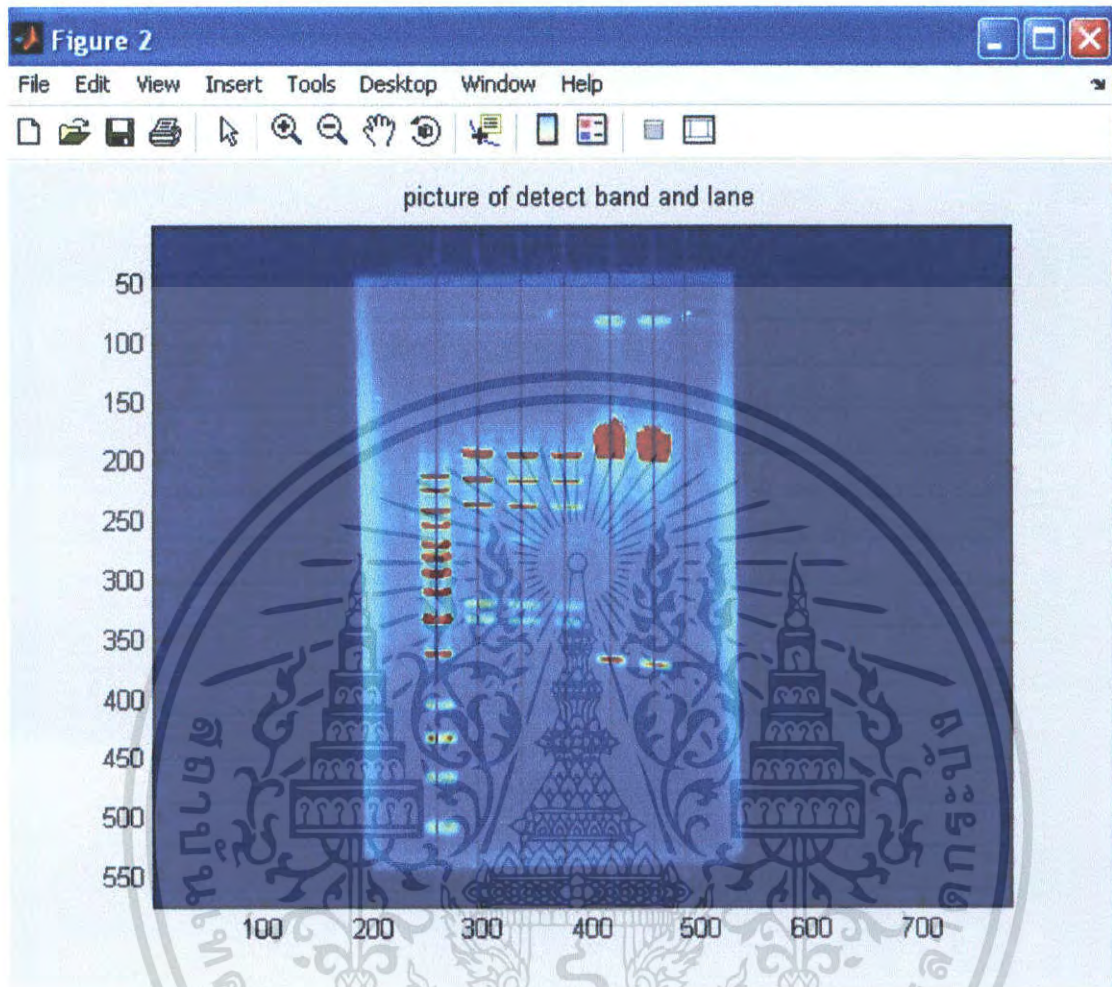 Figure 2
File Edit View Insert Tools Desktop Window Help
picture of detect band and lane
50
100
150
200
250
300
350
400
450
500
550
100 200 300 400 500 600 700